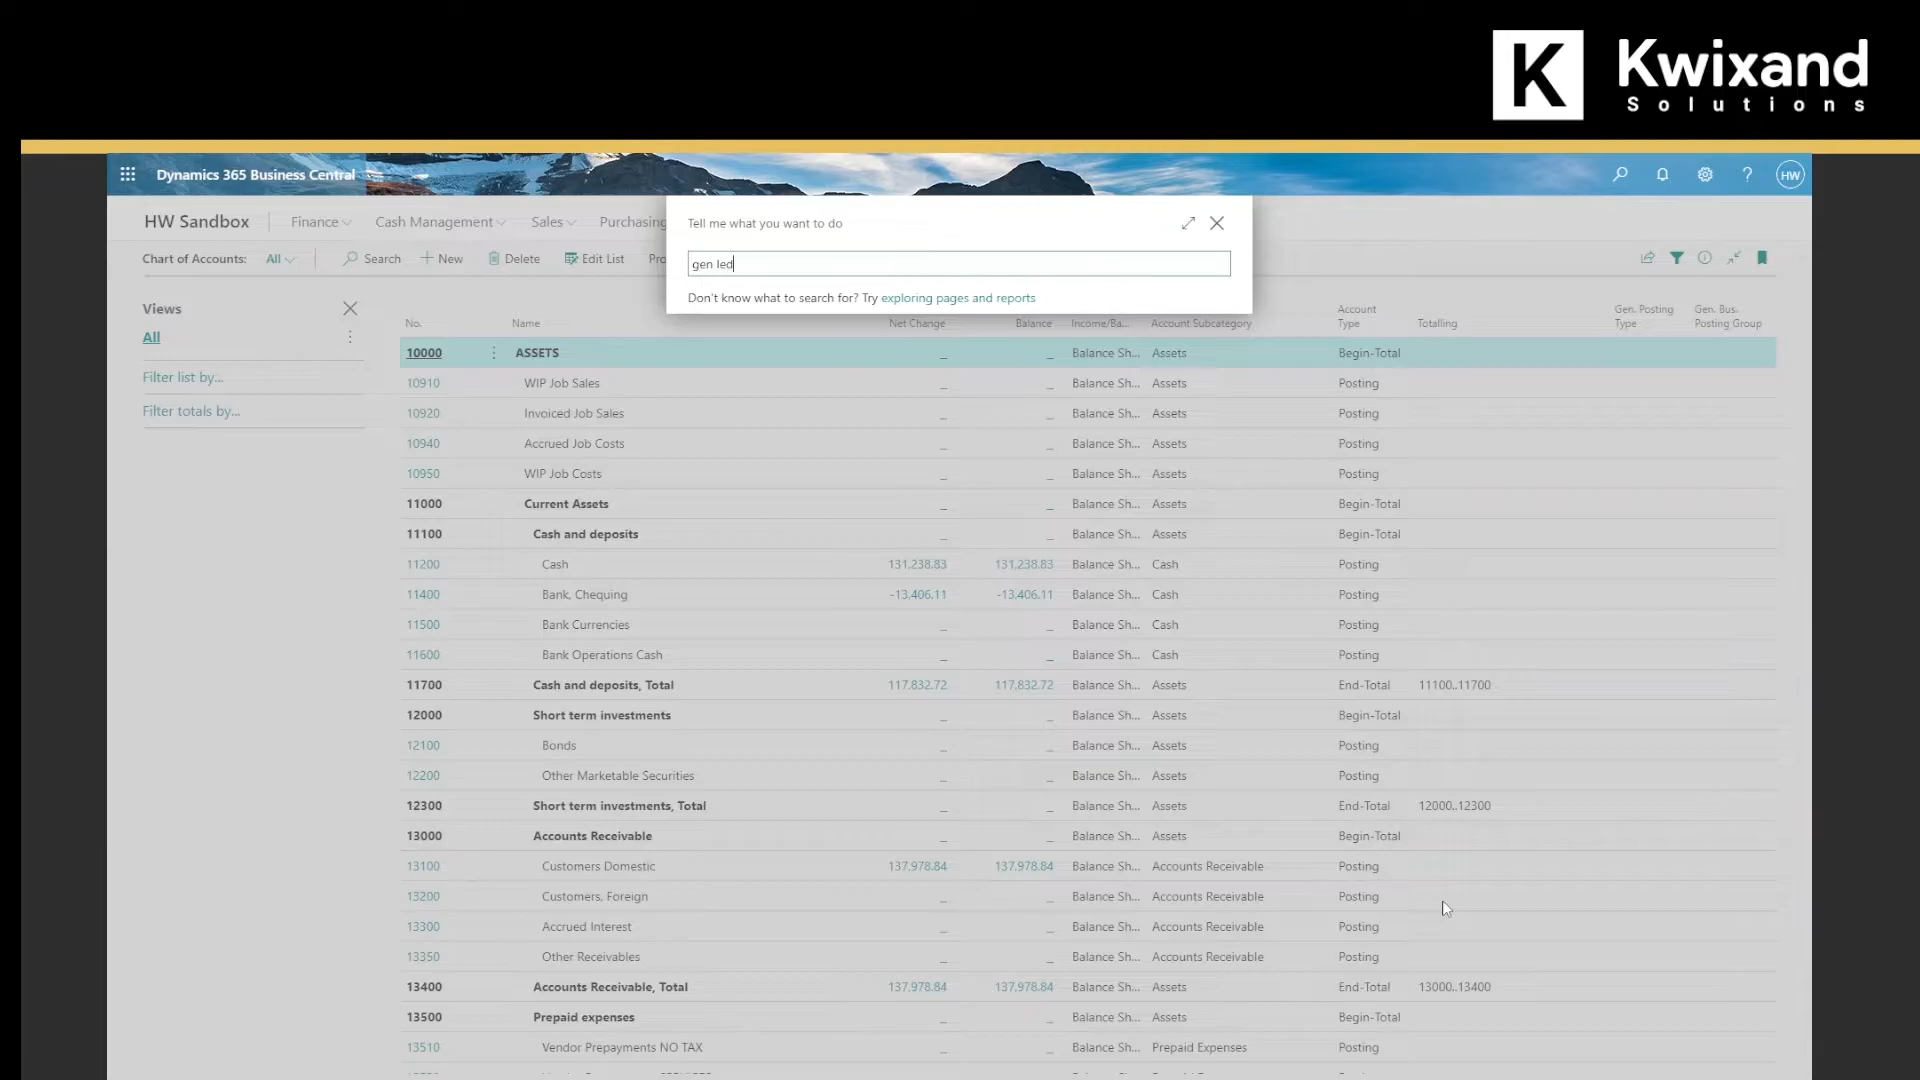 K Kwixand
Solutions
Dynamics 365 Business Central
HW
HW Sandbox Finance Cash Management Sales Purchasing
Tell me what you want to do
gen led
Don't know what to search for? Try exploring pages and reports
Chart of Accounts: All Search New Delete Edit List Pro
Views
All
Filter list by...
Filter totals by...
No. Name Net Change Balance Income/Ba... Account Subcategory Account Type Totalling Gen. Posting Type Gen. Bus. Posting Group
10000 ASSETS _ _ Balance Sh... Assets Begin-Total
10910 WIP Job Sales _ _ Balance Sh... Assets Posting
10920 Invoiced Job Sales _ _ Balance Sh... Assets Posting
10940 Accrued Job Costs _ _ Balance Sh... Assets Posting
10950 WIP Job Costs _ _ Balance Sh... Assets Posting
11000 Current Assets _ _ Balance Sh... Assets Begin-Total
11100 Cash and deposits _ _ Balance Sh... Assets Begin-Total
11200 Cash 131,238.83 131,238.83 Balance Sh... Cash Posting
11400 Bank, Chequing -13,406.11 -13,406.11 Balance Sh... Cash Posting
11500 Bank Currencies _ _ Balance Sh... Cash Posting
11600 Bank Operations Cash _ _ Balance Sh... Cash Posting
11700 Cash and deposits, Total 117,832.72 117,832.72 Balance Sh... Assets End-Total 11100..11700
12000 Short term investments _ _ Balance Sh... Assets Begin-Total
12100 Bonds _ _ Balance Sh... Assets Posting
12200 Other Marketable Securities _ _ Balance Sh... Assets Posting
12300 Short term investments, Total _ _ Balance Sh... Assets End-Total 12000..12300
13000 Accounts Receivable _ _ Balance Sh... Assets Begin-Total
13100 Customers Domestic 137,978.84 137,978.84 Balance Sh... Accounts Receivable Posting
13200 Customers, Foreign _ _ Balance Sh... Accounts Receivable Posting
13300 Accrued Interest _ _ Balance Sh... Accounts Receivable Posting
13350 Other Receivables _ _ Balance Sh... Accounts Receivable Posting
13400 Accounts Receivable, Total 137,978.84 137,978.84 Balance Sh... Assets End-Total 13000..13400
13500 Prepaid expenses _ _ Balance Sh... Assets Begin-Total
13510 Vendor Prepayments NO TAX _ _ Balance Sh... Prepaid Expenses Posting